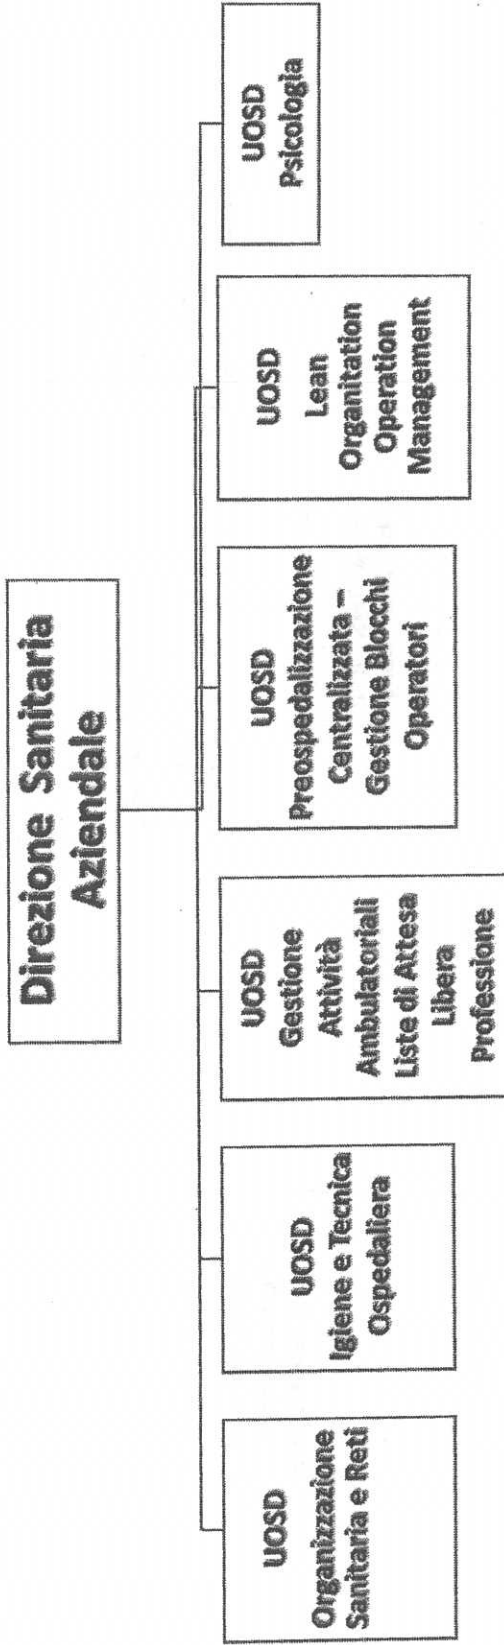 Direzione Sanitaria
Aziendale
UOSD
Organizzazione
Sanitaria e Reti
UOSD
Igiene e Tecnica
Ospedaliera
UOSD
Gestione
Attività
Ambulatoriali
Liste di Attesa
Libera
Professione
UOSD
Preospedalizzazione
Centralizzata –
Gestione Blocchi
Operatori
UOSD
Lean
Organitation
Operation
Management
UOSD
Psicologia